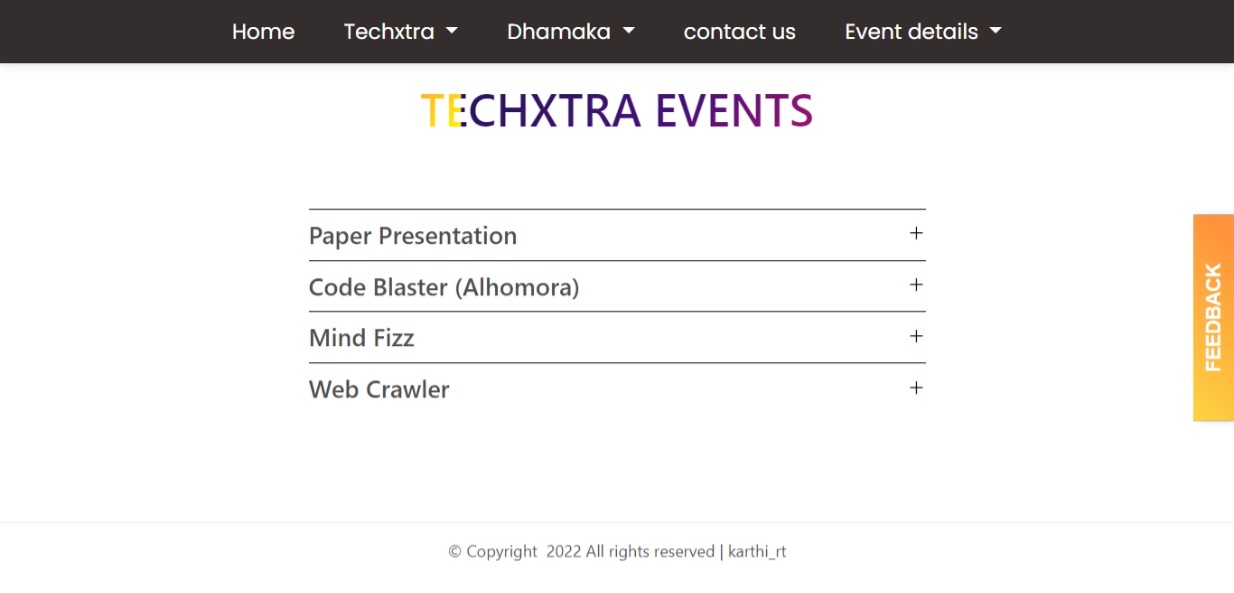 Home Techxtra Dhamaka contact us Event details
TECHXTRA EVENTS
Paper Presentation +
Code Blaster (Alhomora) +
Mind Fizz +
Web Crawler +
FEEDBACK
© Copyright 2022 All rights reserved | karthi_rt